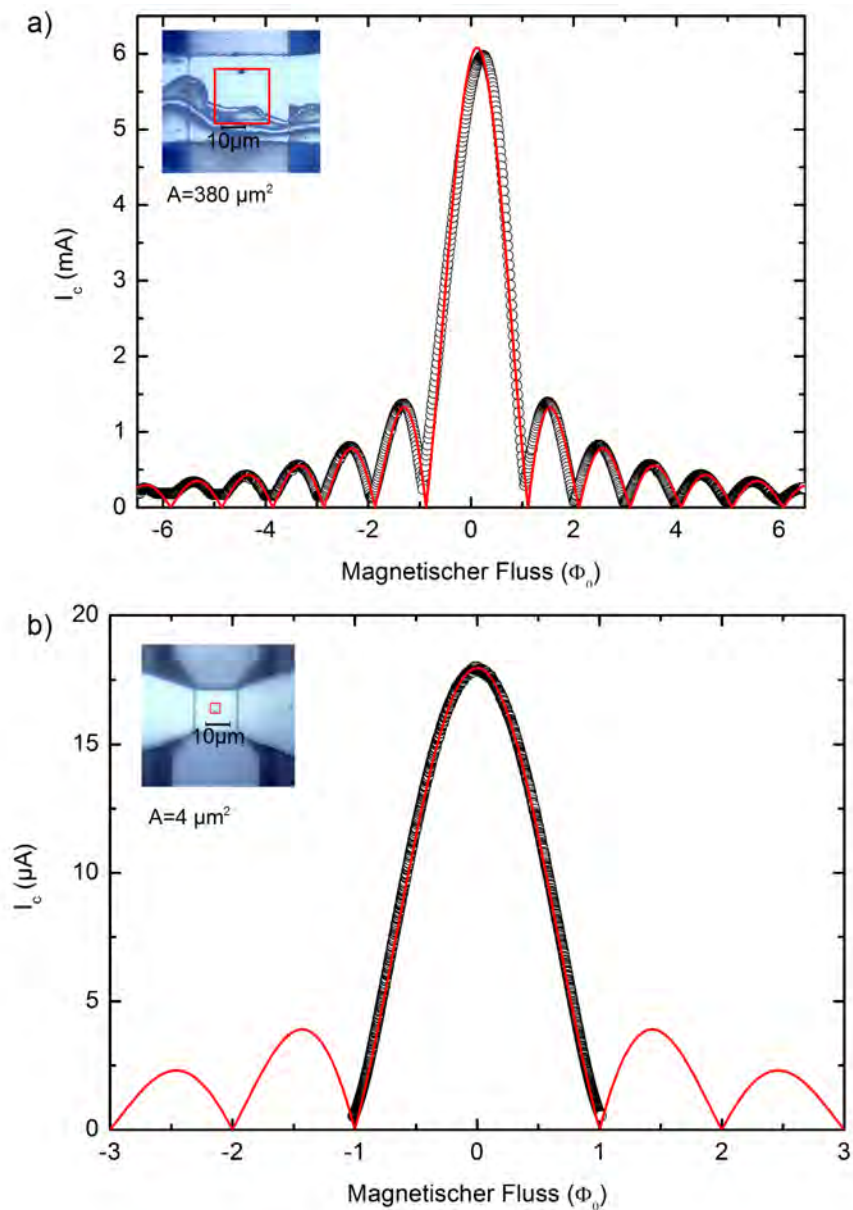 a)
6
5
4
3
2
1
0
I_c (mA)
10µm
A=380 µm²
-6 -4 -2 0 2 4 6
Magnetischer Fluss (Φ₀)
b)
20
15
10
5
0
I_c (µA)
10µm
A=4 µm²
-3 -2 -1 0 1 2 3
Magnetischer Fluss (Φ₀)